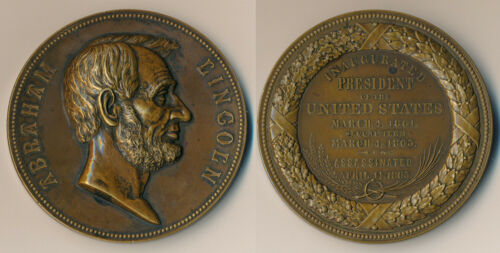 ABRAHAM LINCOLN
INAUGURATED
PRESIDENT
OF THE
UNITED STATES
MARCH 4, 1861.
SECOND TERM
MARCH 4, 1865.
ASSASSINATED
APRIL 14, 1865.